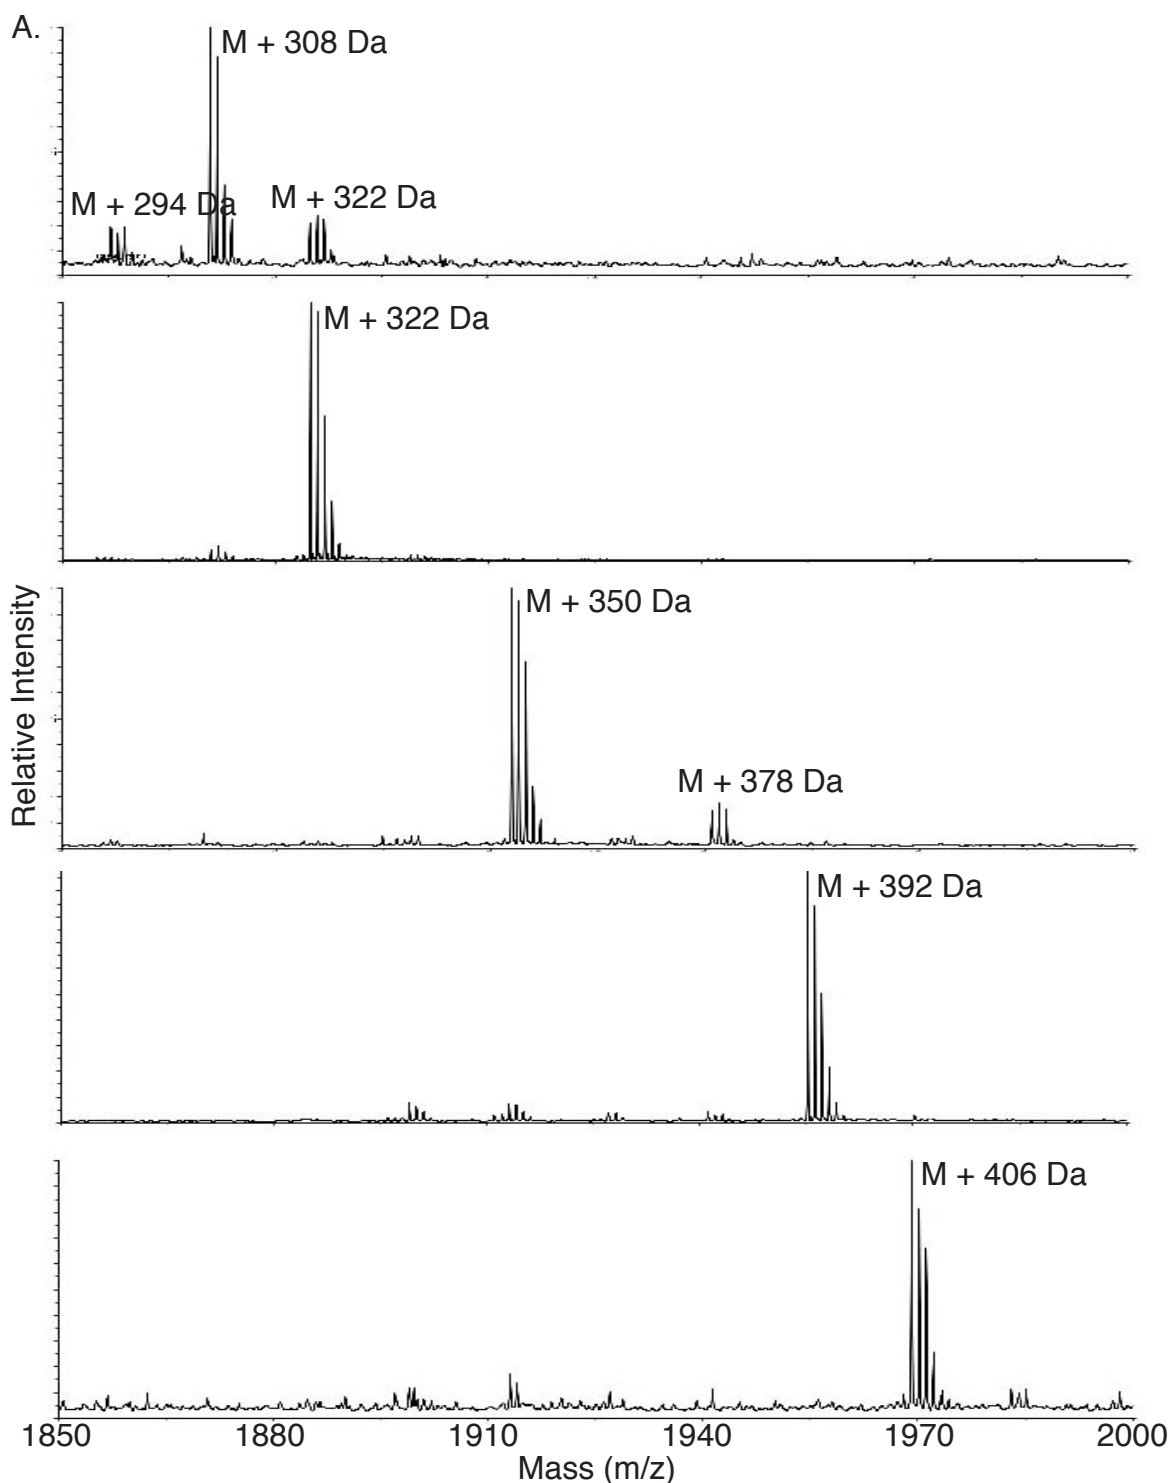 A.
M + 308 Da
M + 294 Da
M + 322 Da
M + 322 Da
M + 350 Da
M + 378 Da
M + 392 Da
M + 406 Da
Relative Intensity
1850 1880 1910 1940 1970 2000
Mass (m/z)